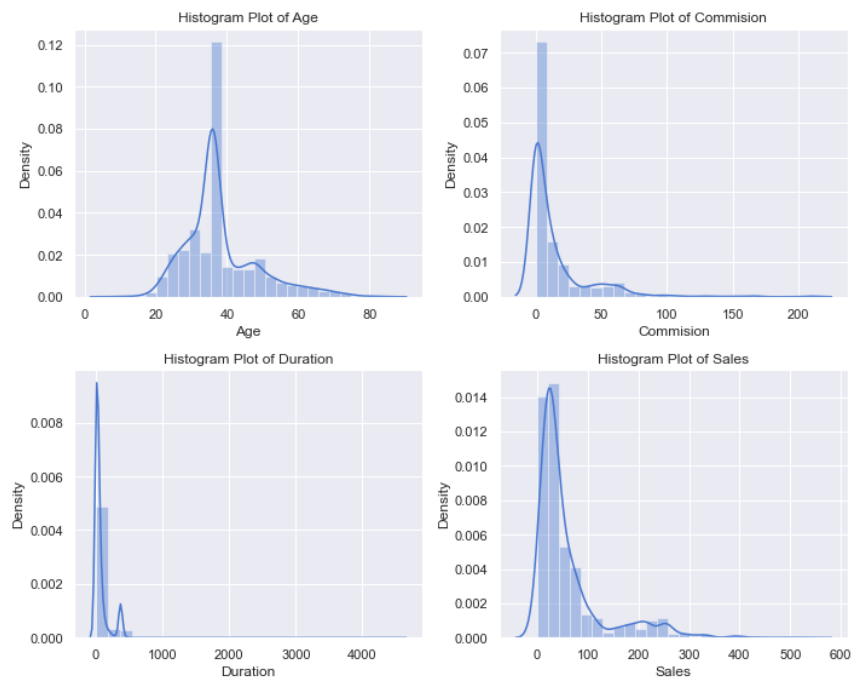 Histogram Plot of Age
Density
0.12
0.10
0.08
0.06
0.04
0.02
0.00
0 20 40 60 80
Age
Histogram Plot of Commision
Density
0.07
0.06
0.05
0.04
0.03
0.02
0.01
0.00
0 50 100 150 200
Commision
Histogram Plot of Duration
Density
0.008
0.006
0.004
0.002
0.000
0 1000 2000 3000 4000
Duration
Histogram Plot of Sales
Density
0.014
0.012
0.010
0.008
0.006
0.004
0.002
0.000
0 100 200 300 400 500 600
Sales